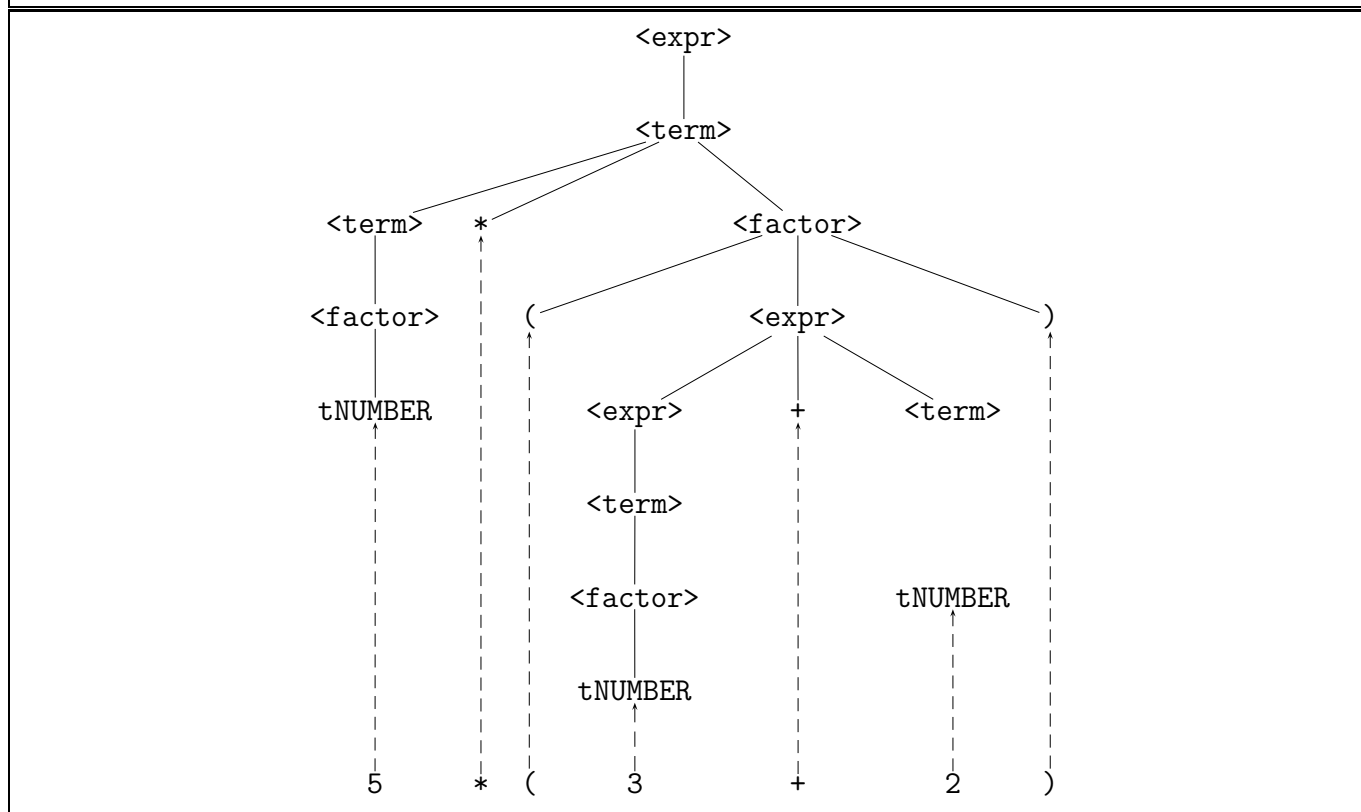 <expr>
<term>
<term> * <factor>
<factor> ( <expr> )
tNUMBER <expr> + <term>
<term>
<factor> tNUMBER
tNUMBER
5 * ( 3 + 2 )